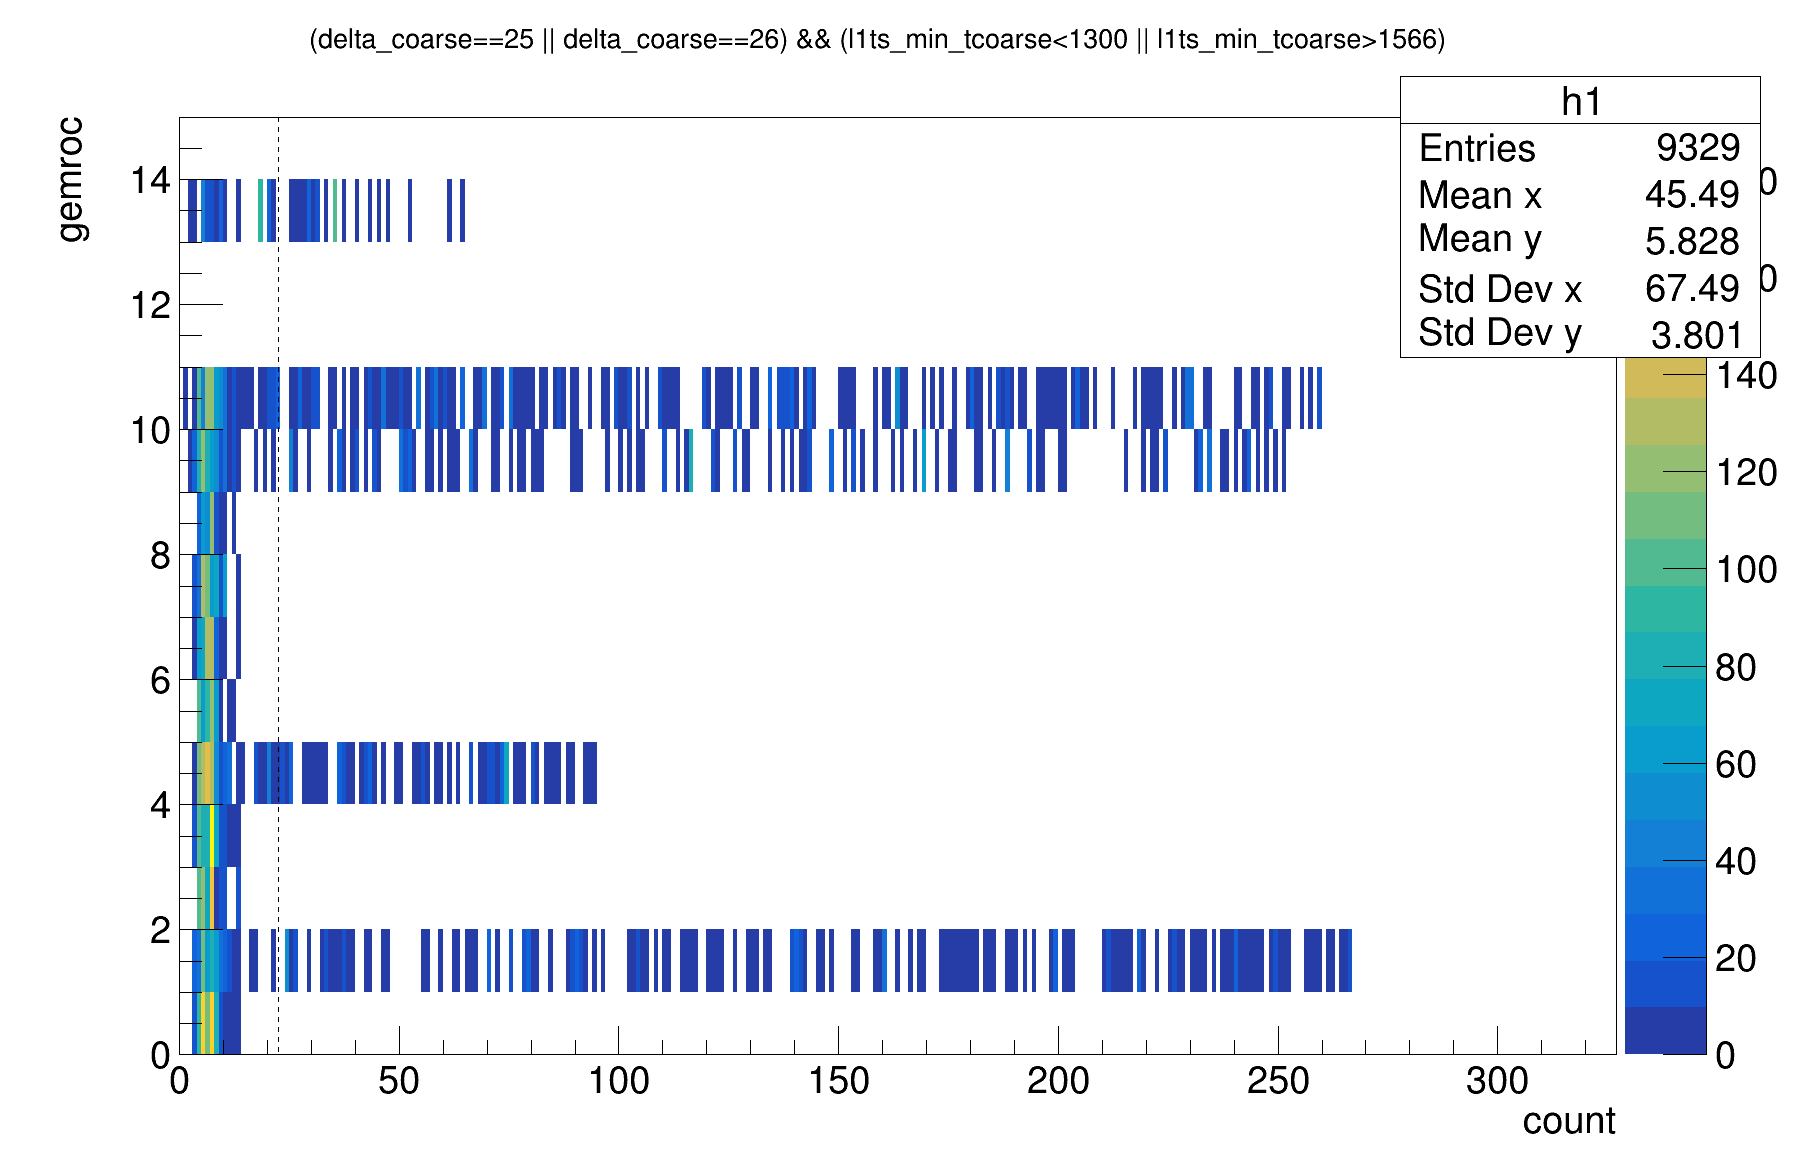 (delta_coarse==25 || delta_coarse==26) && (l1ts_min_tcoarse<1300 || l1ts_min_tcoarse>1566)
h1
Entries 9329
Mean x 45.49
Mean y 5.828
Std Dev x 67.49
Std Dev y 3.801
gemroc
14
12
10
8
6
4
2
0
0 50 100 150 200 250 300
count
0
0
140
120
100
80
60
40
20
0